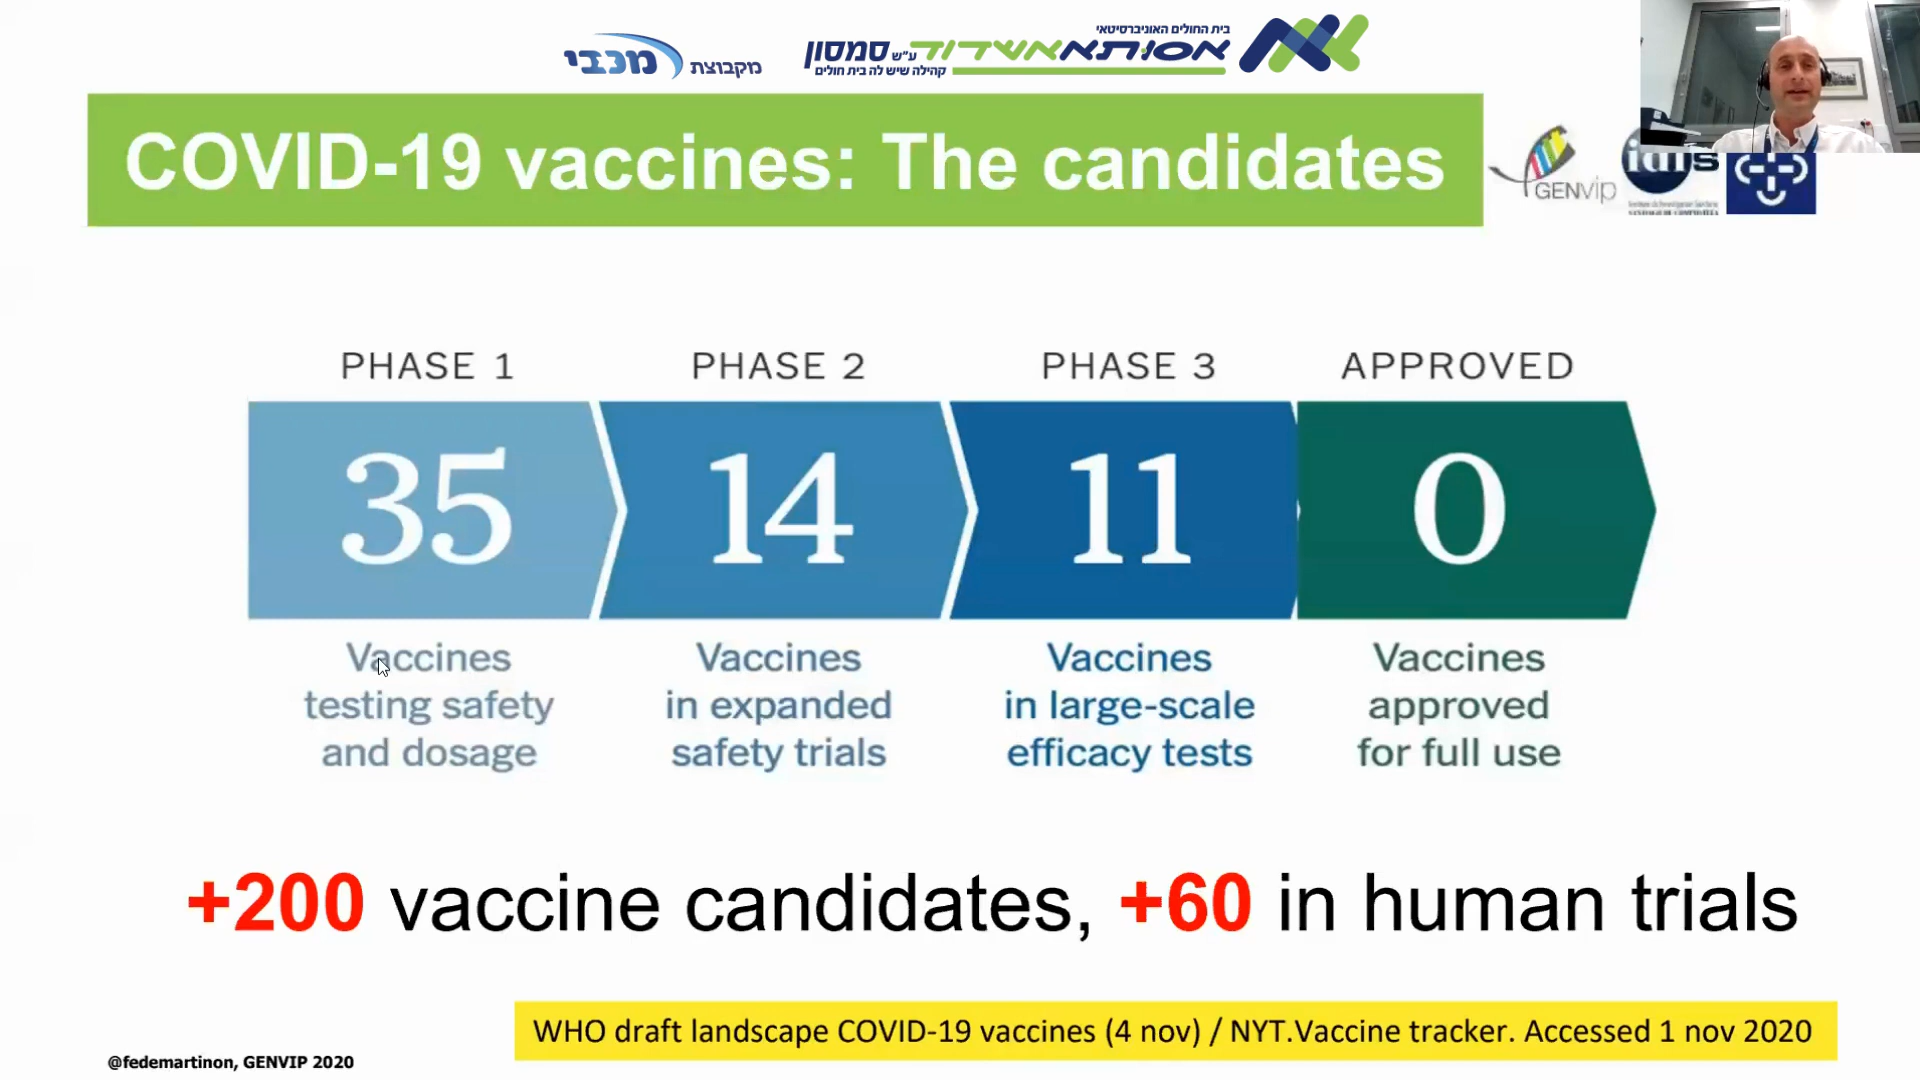 מקבוצת מכבי
בית החולים האוניברסיטאי
אסותא אשדוד ע"ש סמסון
קהילה שיש לה בית חולים
COVID-19 vaccines: The candidates
GENvip
idis
PHASE 1
PHASE 2
PHASE 3
APPROVED
35
14
11
0
Vaccines
testing safety
and dosage
Vaccines
in expanded
safety trials
Vaccines
in large-scale
efficacy tests
Vaccines
approved
for full use
+200 vaccine candidates, +60 in human trials
WHO draft landscape COVID-19 vaccines (4 nov) / NYT.Vaccine tracker. Accessed 1 nov 2020
@fedemartinon, GENVIP 2020